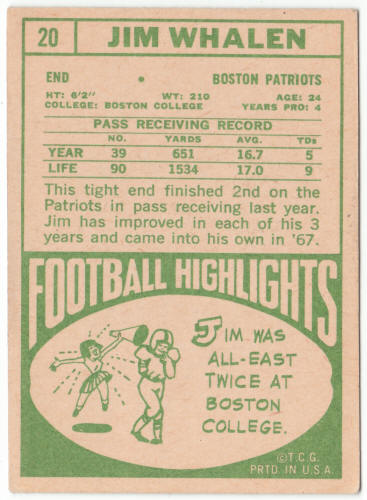 20 JIM WHALEN
END • BOSTON PATRIOTS
HT: 6'2" WT: 210 AGE: 24
COLLEGE: BOSTON COLLEGE YEARS PRO: 4
PASS RECEIVING RECORD
NO. YARDS AVG. TDs
YEAR 39 651 16.7 5
LIFE 90 1534 17.0 9
This tight end finished 2nd on the
Patriots in pass receiving last year.
Jim has improved in each of his
3 years and came into his own in '67.
FOOTBALL HIGHLIGHTS
JIM WAS
ALL-EAST
TWICE AT
BOSTON
COLLEGE.
©T.C.G.
PRTD. IN U.S.A.